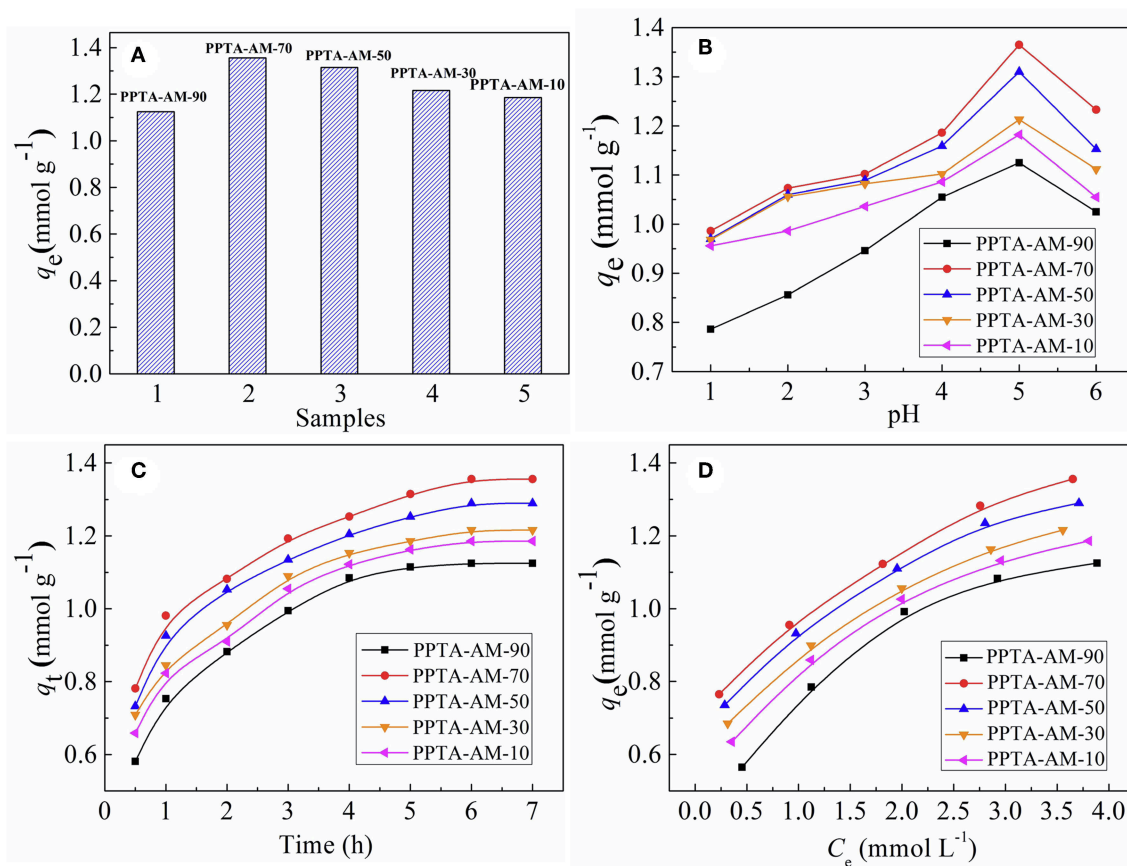 A
PPTA-AM-90
PPTA-AM-70
PPTA-AM-50
PPTA-AM-30
PPTA-AM-10
1.4
1.2
1.0
0.8
0.6
0.4
0.2
0.0
qe(mmol g-1)
1 2 3 4 5
Samples
B
1.4
1.3
1.2
1.1
1.0
0.9
0.8
0.7
qe (mmol g-1)
PPTA-AM-90
PPTA-AM-70
PPTA-AM-50
PPTA-AM-30
PPTA-AM-10
1 2 3 4 5 6
pH
C
1.4
1.2
1.0
0.8
0.6
qt (mmol g-1)
PPTA-AM-90
PPTA-AM-70
PPTA-AM-50
PPTA-AM-30
PPTA-AM-10
1 2 3 4 5 6 7
Time (h)
D
1.4
1.2
1.0
0.8
0.6
qe(mmol g-1)
PPTA-AM-90
PPTA-AM-70
PPTA-AM-50
PPTA-AM-30
PPTA-AM-10
0.0 0.5 1.0 1.5 2.0 2.5 3.0 3.5 4.0
Ce (mmol L-1)